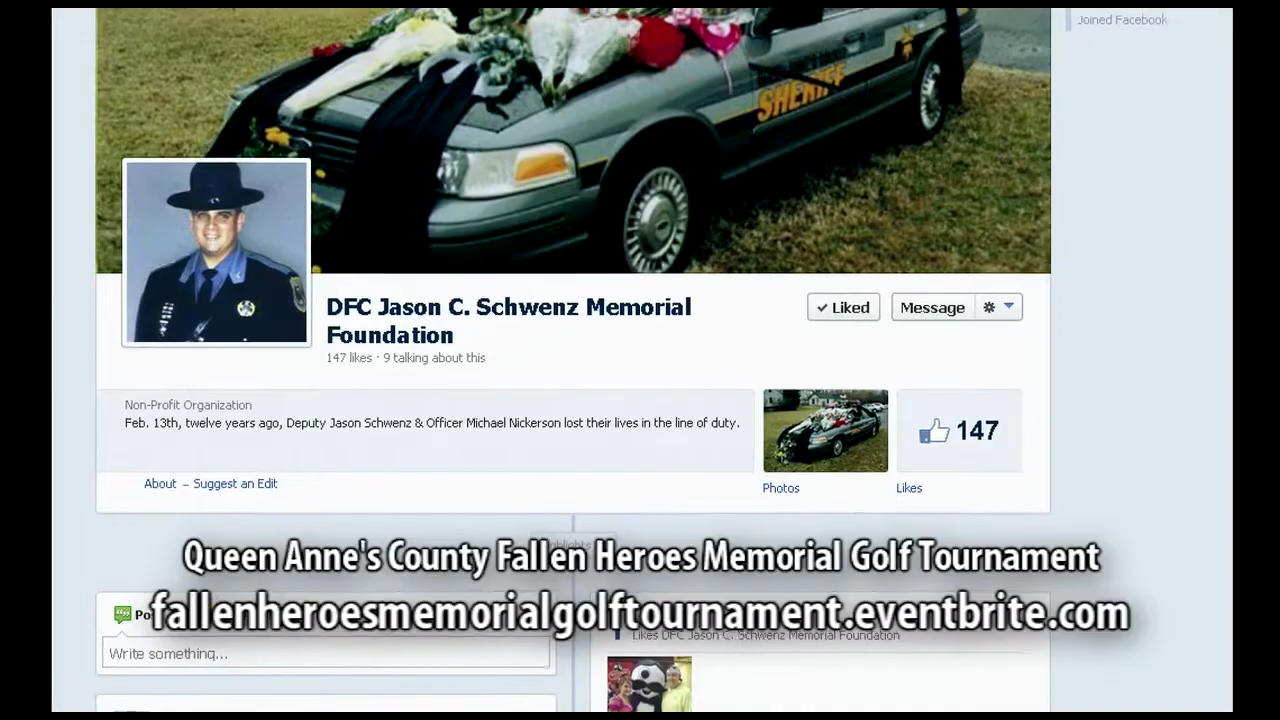 Joined Facebook
SHERIFF
DFC Jason C. Schwenz Memorial
Foundation
147 likes · 9 talking about this
✓ Liked
Message
Non-Profit Organization
Feb. 13th, twelve years ago, Deputy Jason Schwenz & Officer Michael Nickerson lost their lives in the line of duty.
147
About – Suggest an Edit
Photos
Likes
Queen Anne's County Fallen Heroes Memorial Golf Tournament
fallenheroesmemorialgolftournament.eventbrite.com
Likes DFC Jason C. Schwenz Memorial Foundation
Write something...